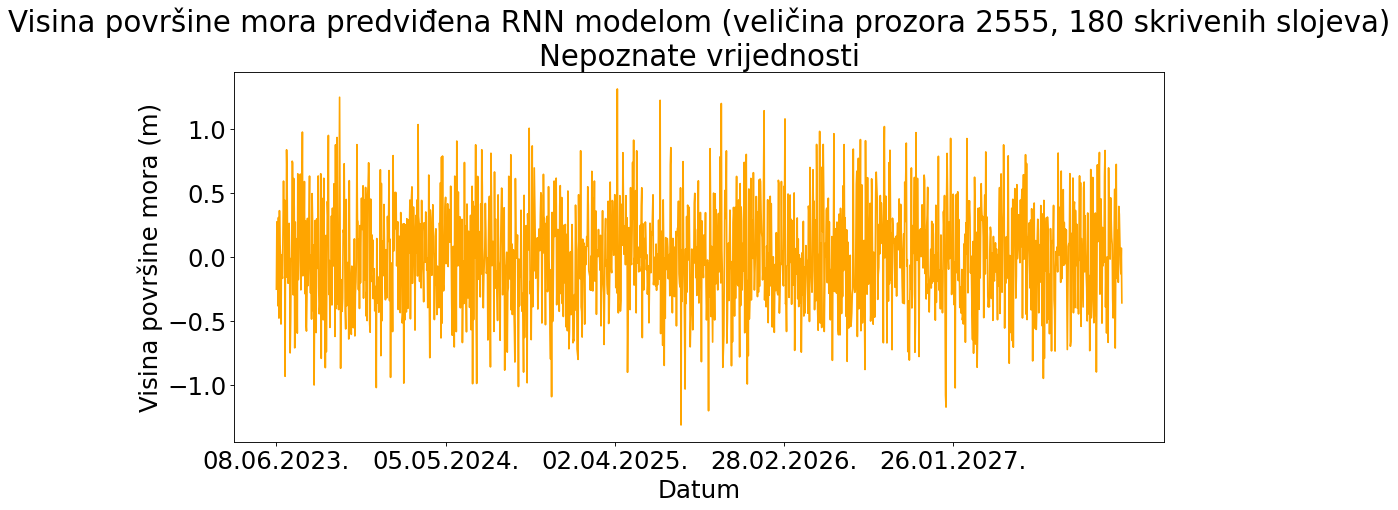 Visina površine mora predviđena RNN modelom (veličina prozora 2555, 180 skrivenih slojeva)
Nepoznate vrijednosti
Visina površine mora (m)
1.0
0.5
0.0
−0.5
−1.0
08.06.2023.
05.05.2024.
02.04.2025.
28.02.2026.
26.01.2027.
Datum